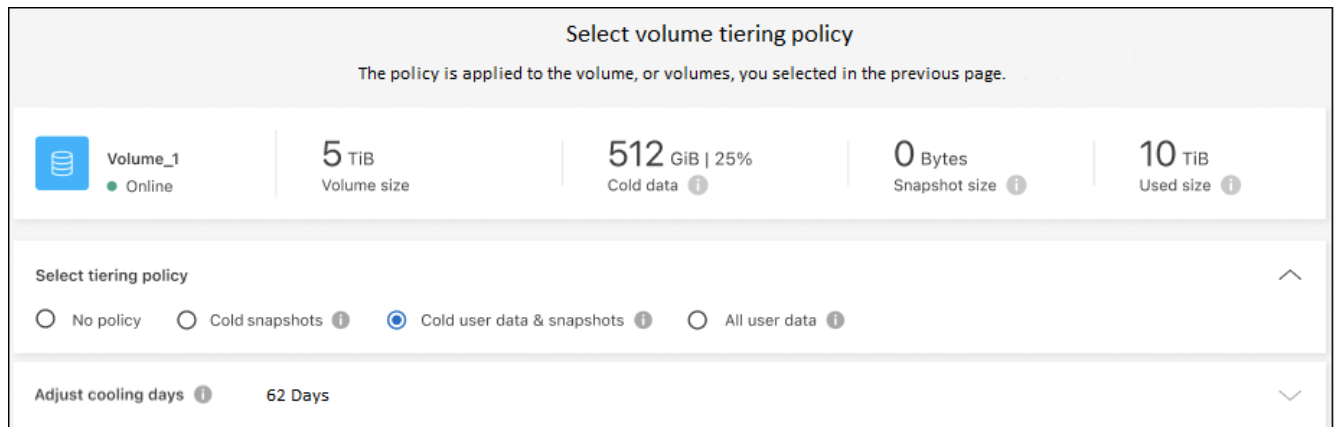 Select volume tiering policy
The policy is applied to the volume, or volumes, you selected in the previous page.
Volume_1
Online
5 TiB
Volume size
512 GiB | 25%
Cold data i
0 Bytes
Snapshot size i
10 TiB
Used size i
Select tiering policy
No policy Cold snapshots i Cold user data & snapshots i All user data i
Adjust cooling days i 62 Days